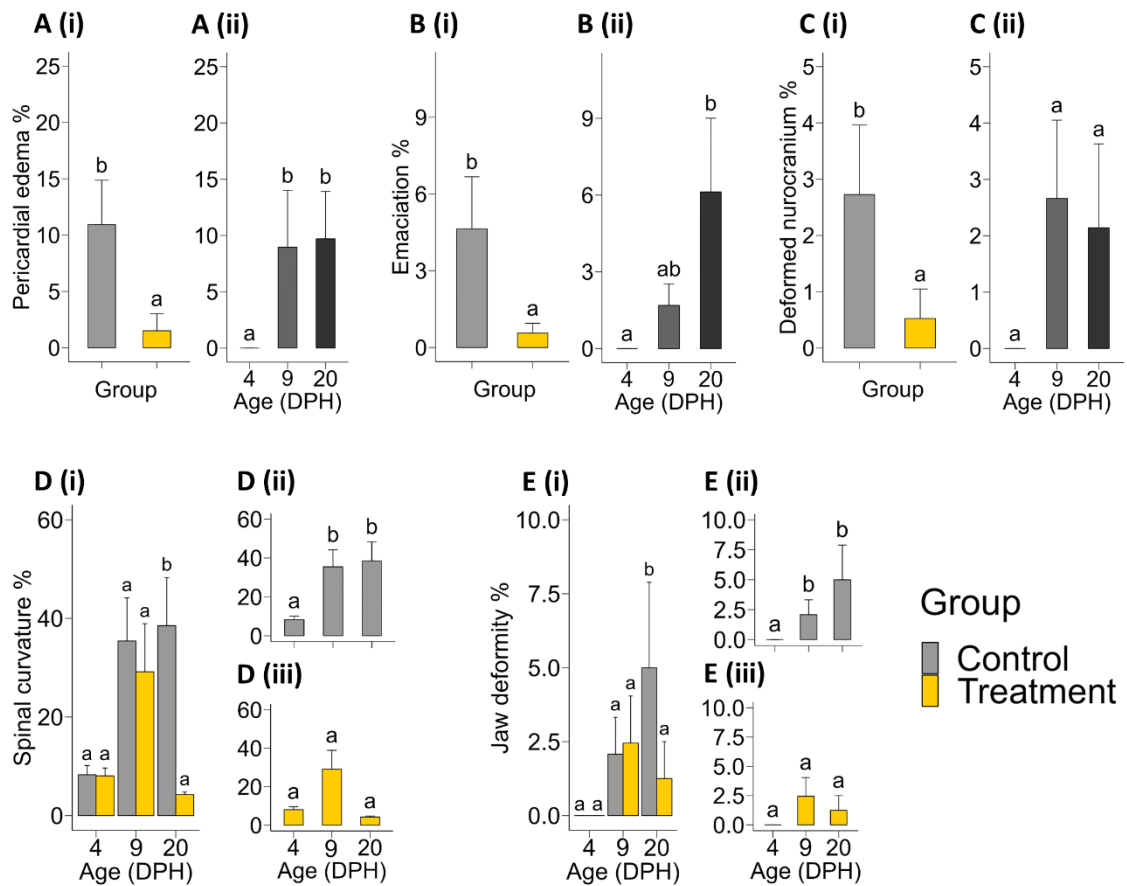 A (i)
A (ii)
B (i)
B (ii)
C (i)
C (ii)
Pericardial edema %
25
20
15
10
5
0
b
a
Group
25
20
15
10
5
0
a
b
b
4 9 20
Age (DPH)
Emaciation %
9
6
3
0
b
a
Group
9
6
3
0
a
ab
b
4 9 20
Age (DPH)
Deformed nurocranium %
5
4
3
2
1
0
b
a
Group
5
4
3
2
1
0
a
a
a
4 9 20
Age (DPH)
D (i)
Spinal curvature %
60
40
20
0
a a
a a
b a
4 9 20
Age (DPH)
D (ii)
60
40
20
0
a
b
b
D (iii)
60
40
20
0
a
a
a
4 9 20
Age (DPH)
E (i)
Jaw deformity %
10.0
7.5
5.0
2.5
0.0
a a
a a
b a
4 9 20
Age (DPH)
E (ii)
10.0
7.5
5.0
2.5
0.0
a
b
b
E (iii)
10.0
7.5
5.0
2.5
0.0
a
a
a
4 9 20
Age (DPH)
Group
Control
Treatment